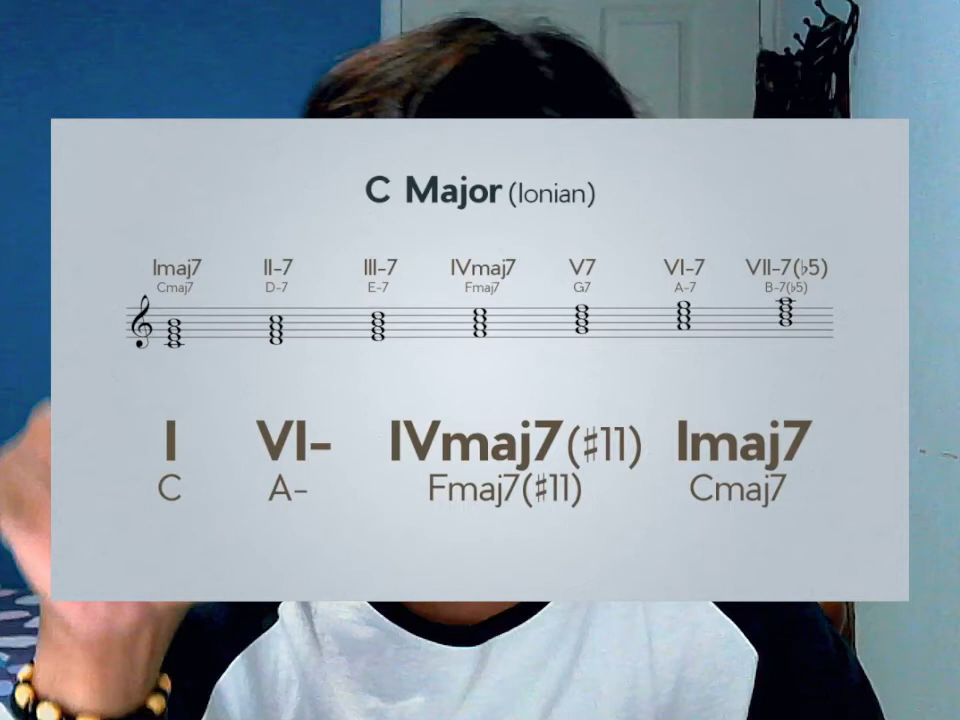 C Major (Ionian)
Imaj7 II-7 III-7 IVmaj7 V7 VI-7 VII-7(♭5)
Cmaj7 D-7 E-7 Fmaj7 G7 A-7 B-7(♭5)
I VI- IVmaj7(♯11) Imaj7
C A- Fmaj7(♯11) Cmaj7